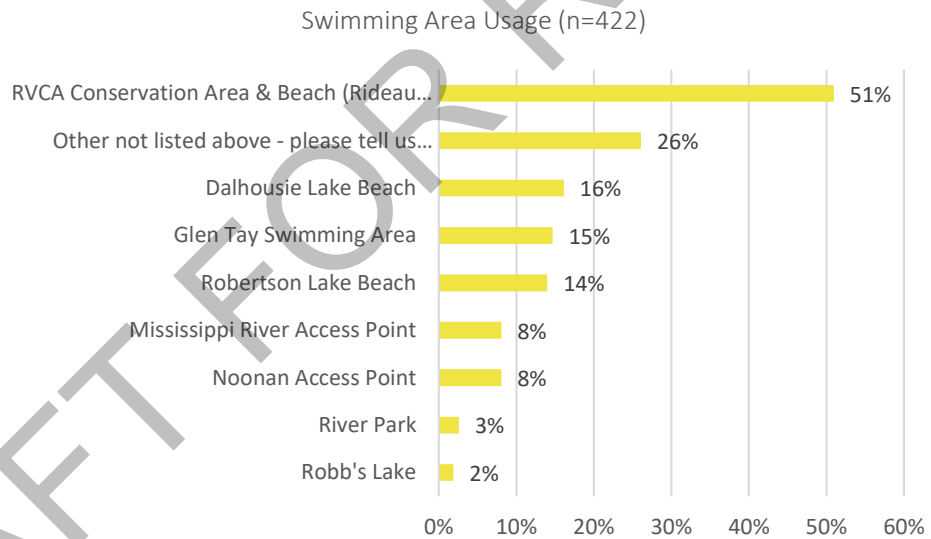 Swimming Area Usage (n=422)
RVCA Conservation Area & Beach (Rideau... 51%
Other not listed above - please tell us... 26%
Dalhousie Lake Beach 16%
Glen Tay Swimming Area 15%
Robertson Lake Beach 14%
Mississippi River Access Point 8%
Noonan Access Point 8%
River Park 3%
Robb's Lake 2%
0% 10% 20% 30% 40% 50% 60%
AFT FOR